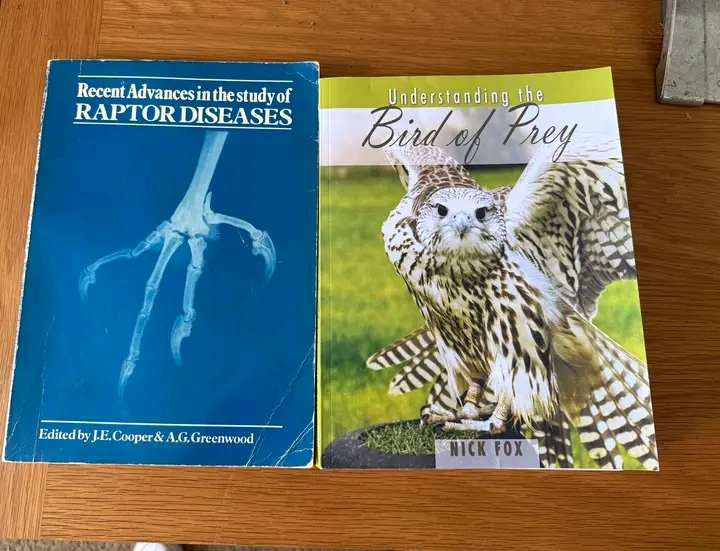 Recent Advances in the study of
RAPTOR DISEASES
Edited by J.E. Cooper & A.G. Greenwood
Understanding the
Bird of Prey
NICK FOX